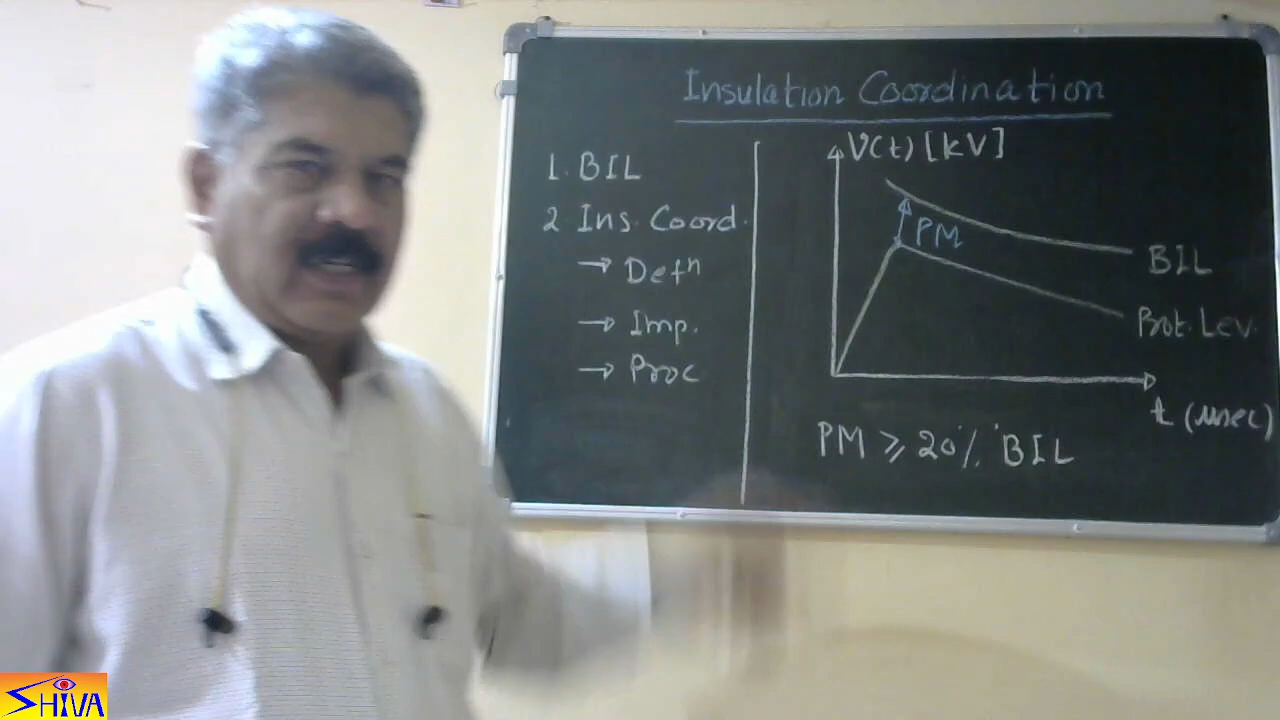 Insulation Coordination
1. BIL
2 Ins. Coord.
→ Defn
→ Imp.
→ Proc
V(t) [kV]
PM
BIL
Prot. Lev.
t (μsec)
PM ≥ 20% BIL
SHIVA